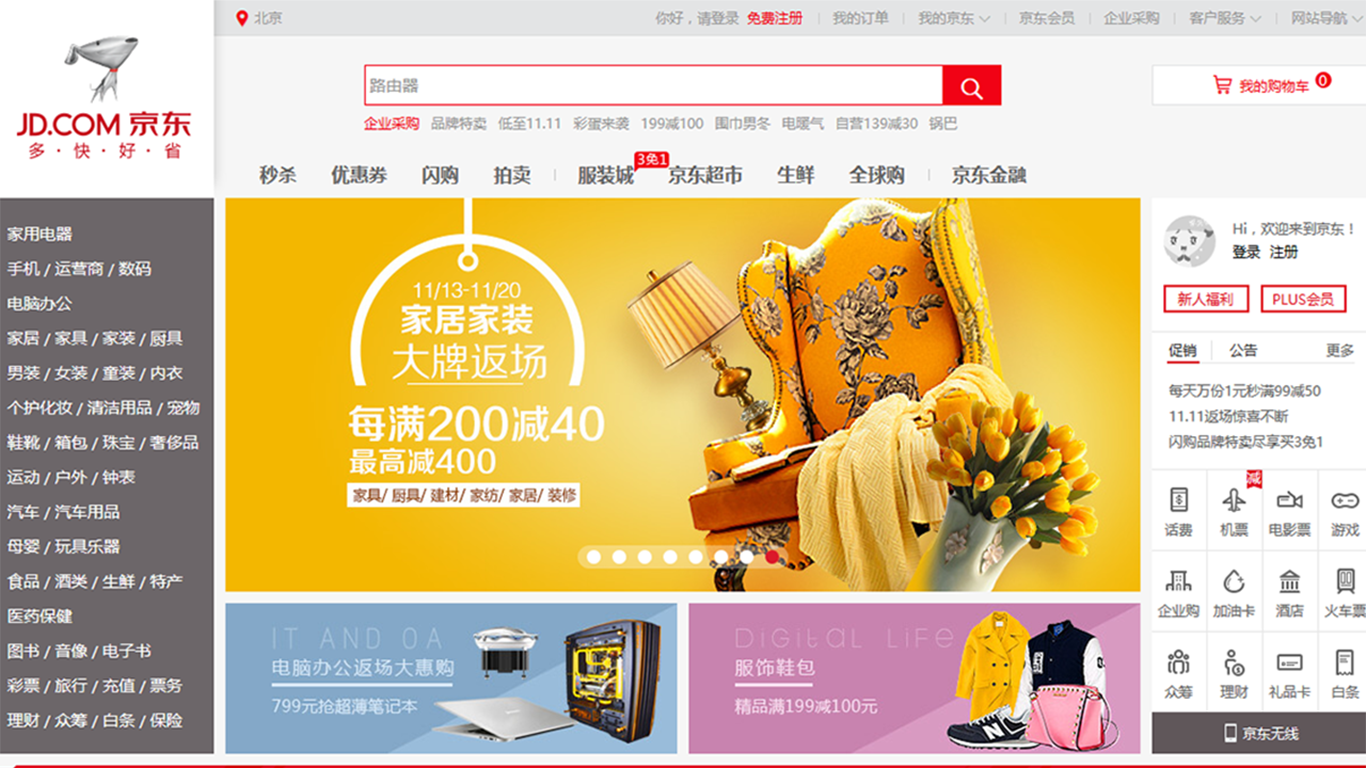 北京
你好，请登录 免费注册 我的订单 我的京东 京东会员 企业采购 客户服务 网站导航
JD.COM 京东
多·快·好·省
路由器
我的购物车 0
企业采购 品牌特卖 低至11.11 彩蛋来袭 199减100 围巾男冬 电暖气 自营139减30 锅巴
3免1
秒杀 优惠券 闪购 拍卖 服装城 京东超市 生鲜 全球购 京东金融
家用电器
手机 / 运营商 / 数码
电脑办公
家居 / 家具 / 家装 / 厨具
男装 / 女装 / 童装 / 内衣
个护化妆 / 清洁用品 / 宠物
鞋靴 / 箱包 / 珠宝 / 奢侈品
运动 / 户外 / 钟表
汽车 / 汽车用品
母婴 / 玩具乐器
食品 / 酒类 / 生鲜 / 特产
医药保健
图书 / 音像 / 电子书
彩票 / 旅行 / 充值 / 票务
理财 / 众筹 / 白条 / 保险
11/13-11/20
家居家装
大牌返场
每满200减40
最高减400
家具/ 厨具/ 建材/ 家纺/ 家居/ 装修
IT AND OA
电脑办公返场大惠购
799元抢超薄笔记本
DIGITAL LIFE
服饰鞋包
精品满199减100元
Hi，欢迎来到京东！
登录 注册
新人福利 PLUS会员
促销 公告 更多
每天万份1元秒满99减50
11.11返场惊喜不断
闪购品牌特卖尽享买3免1
减
话费 机票 电影票 游戏
企业购 加油卡 酒店 火车票
众筹 理财 礼品卡 白条
京东无线